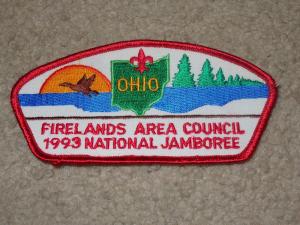 OHIO
FIRELANDS AREA COUNCIL
1993 NATIONAL JAMBOREE